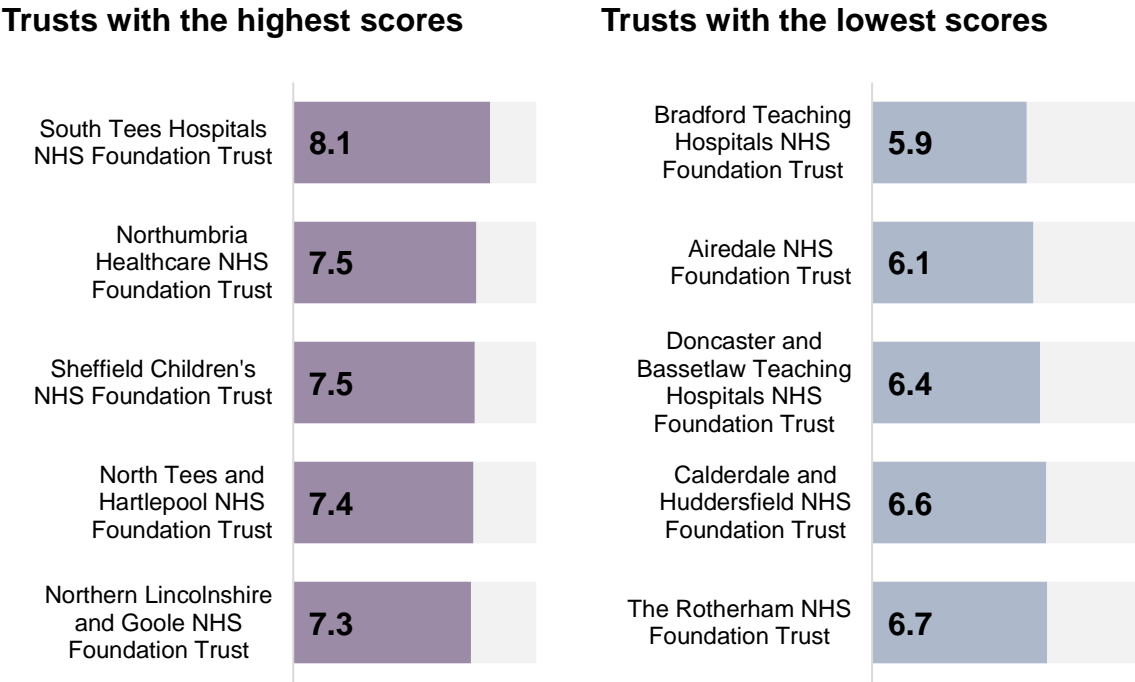 Trusts with the highest scores
South Tees Hospitals
NHS Foundation Trust
8.1
Northumbria
Healthcare NHS
Foundation Trust
7.5
Sheffield Children's
NHS Foundation Trust
7.5
North Tees and
Hartlepool NHS
Foundation Trust
7.4
Northern Lincolnshire
and Goole NHS
Foundation Trust
7.3
Trusts with the lowest scores
Bradford Teaching
Hospitals NHS
Foundation Trust
5.9
Airedale NHS
Foundation Trust
6.1
Doncaster and
Bassetlaw Teaching
Hospitals NHS
Foundation Trust
6.4
Calderdale and
Huddersfield NHS
Foundation Trust
6.6
The Rotherham NHS
Foundation Trust
6.7